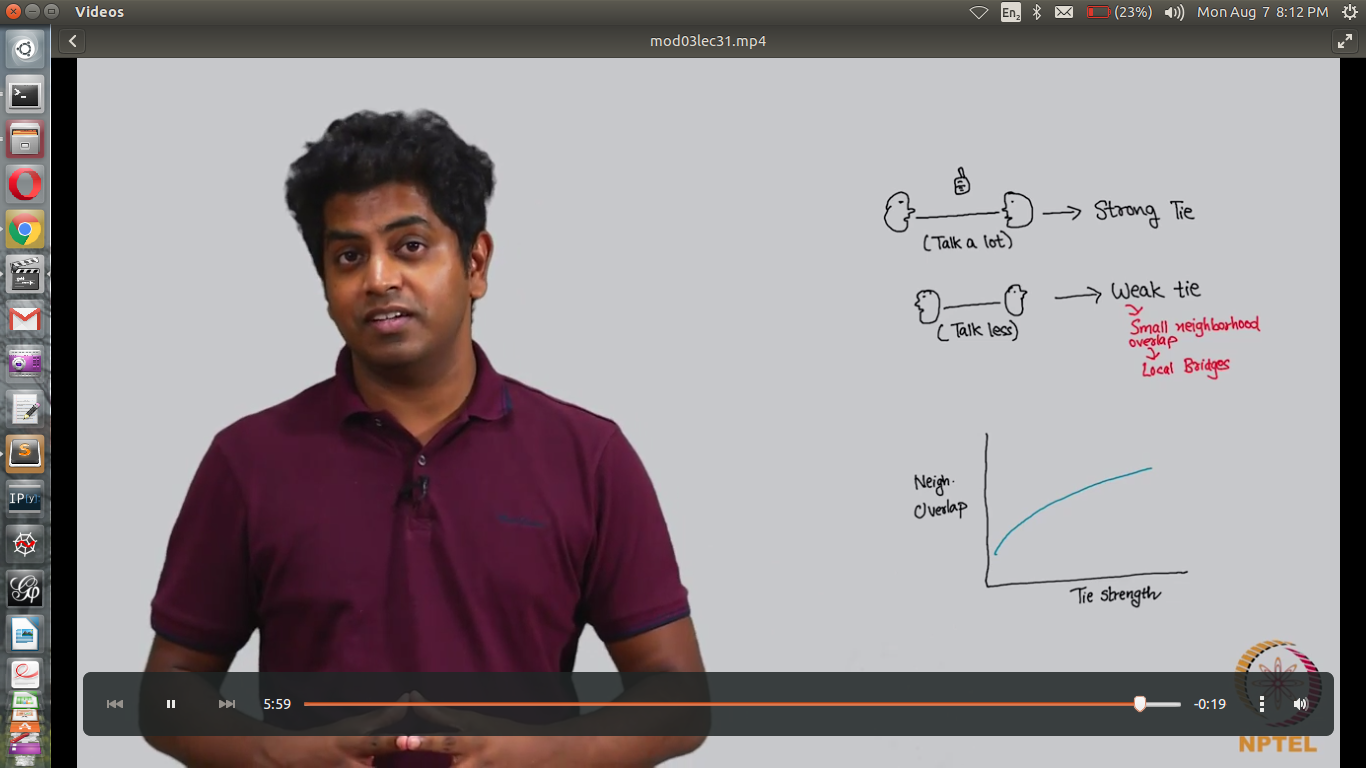 Videos
En2
(23%)
Mon Aug 7 8:12 PM
mod03lec31.mp4
Strong Tie
(Talk a lot)
Weak tie
(Talk less)
Small neighborhood
overlap
Local Bridges
Neigh.
Overlap
Tie strength
IP[y]:
5:59
-0:19
NPTEL